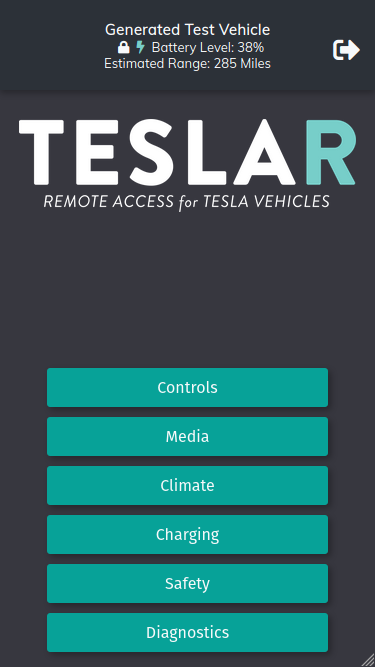 Generated Test Vehicle
Battery Level: 38%
Estimated Range: 285 Miles
TESLAR
REMOTE ACCESS for TESLA VEHICLES
Controls
Media
Climate
Charging
Safety
Diagnostics